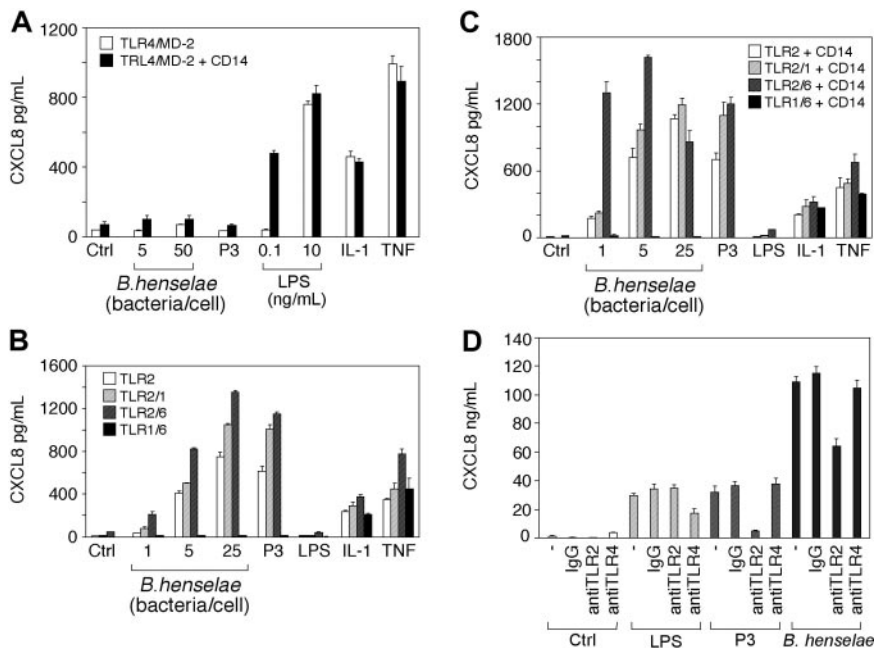 A
1200
800
400
0
CXCL8 pg/mL
TLR4/MD-2
TRL4/MD-2 + CD14
Ctrl 5 50 P3 0.1 10 IL-1 TNF
B.henselae
(bacteria/cell)
LPS
(ng/mL)
B
1600
1200
800
400
0
CXCL8 pg/mL
TLR2
TLR2/1
TLR2/6
TLR1/6
Ctrl 1 5 25 P3 LPS IL-1 TNF
B.henselae
(bacteria/cell)
C
1800
1200
600
0
CXCL8 pg/mL
TLR2 + CD14
TLR2/1 + CD14
TLR2/6 + CD14
TLR1/6 + CD14
Ctrl 1 5 25 P3 LPS IL-1 TNF
B.henselae
(bacteria/cell)
D
140
120
100
80
60
40
20
0
CXCL8 ng/mL
- IgG antiTLR2 antiTLR4 - IgG antiTLR2 antiTLR4 - IgG antiTLR2 antiTLR4 - IgG antiTLR2 antiTLR4
Ctrl LPS P3 B. henselae